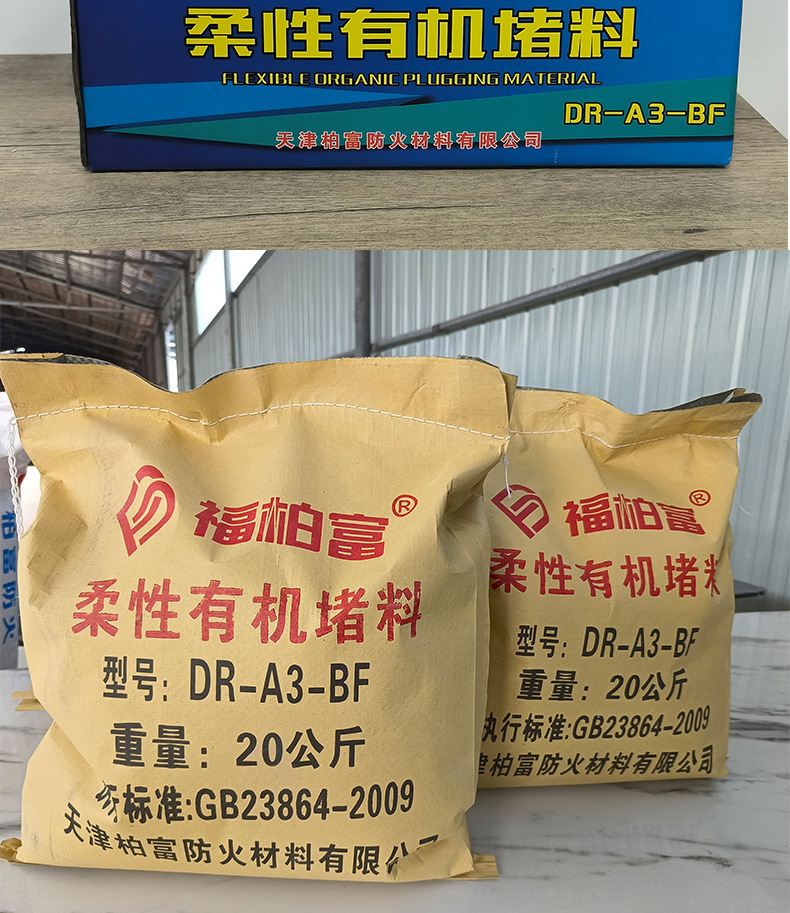 柔性有机堵料
FLEXIBLE ORGANIC PLUGGING MATERIAL
DR-A3-BF
天津柏富防火材料有限公司
福柏富®
柔性有机堵料
型号: DR-A3-BF
重量: 20公斤
标准:GB23864-2009
天津柏富防火材料有限公司
福柏富®
柔性有机堵料
型号: DR-A3-BF
重量: 20公斤
执行标准:GB23864-2009
津柏富防火材料有限公司
柏富防火